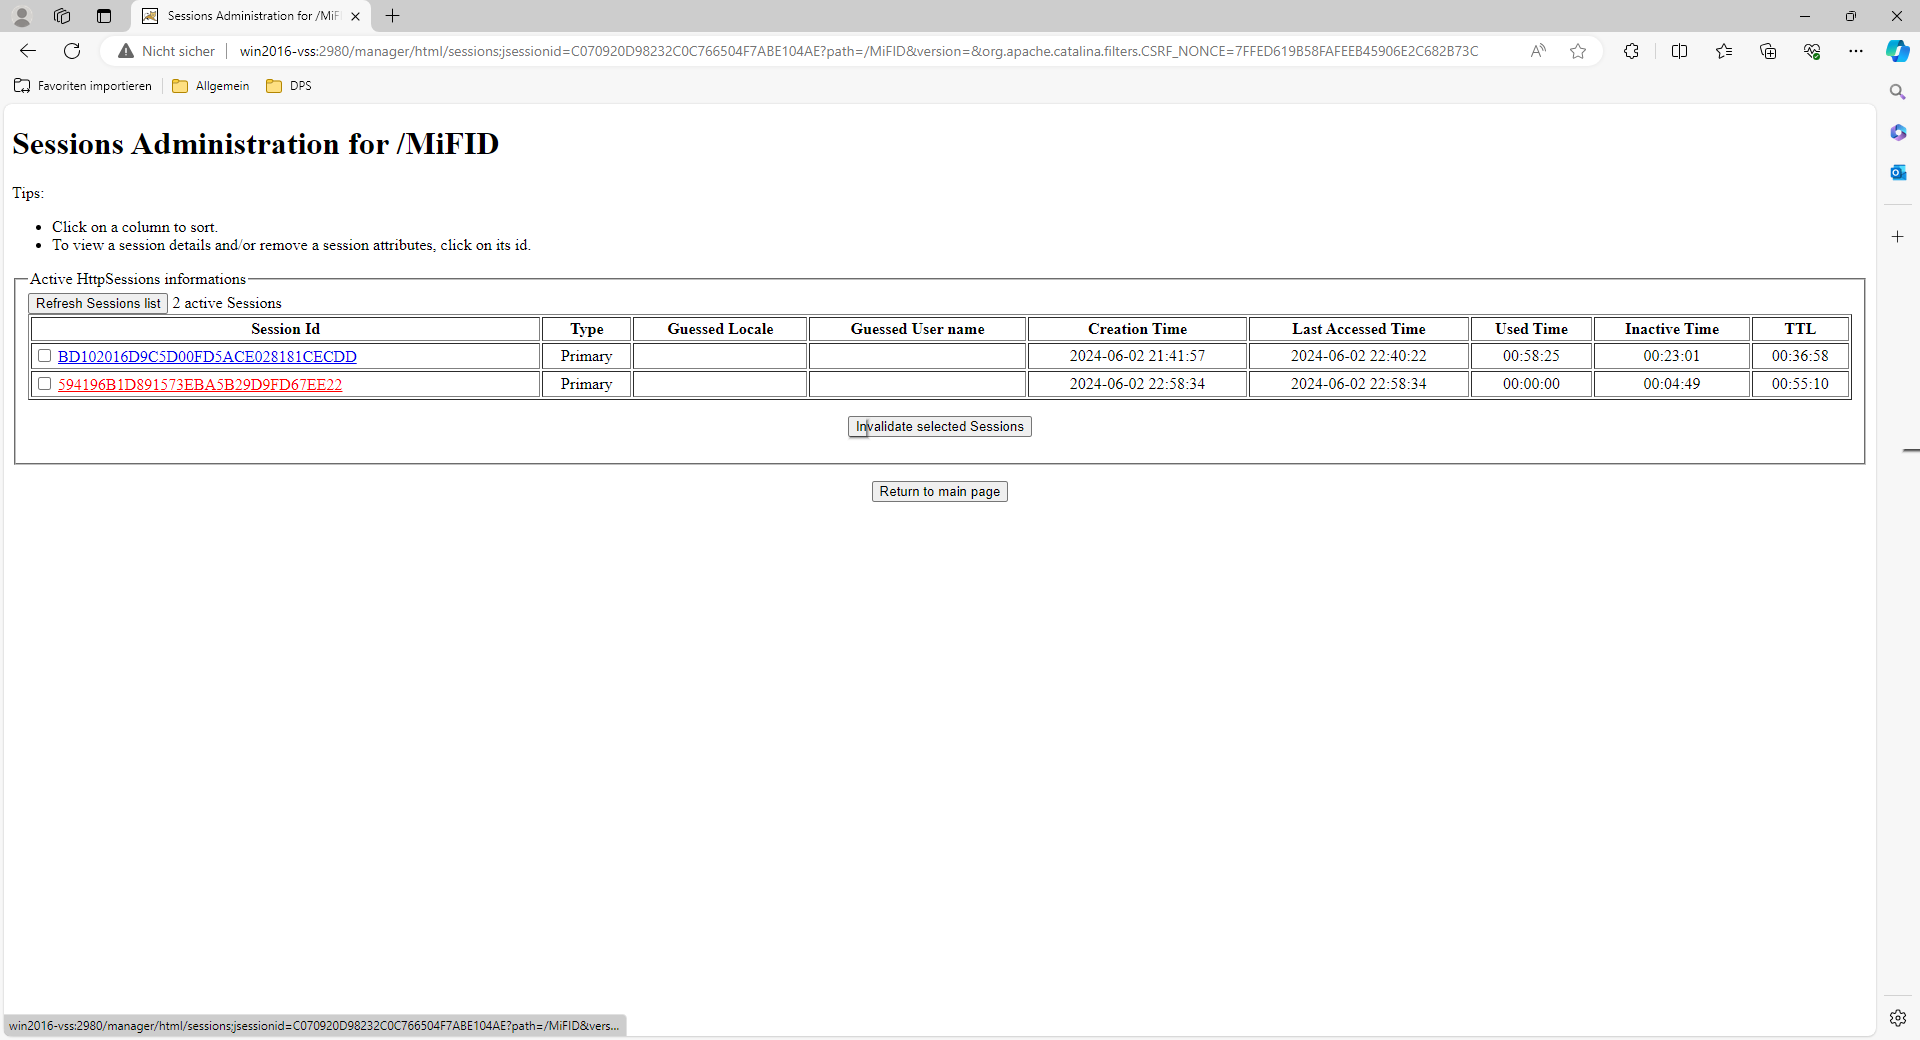 Sessions Administration for /MiFI
Nicht sicher
win2016-vss:2980/manager/html/sessions;jsessionid=C070920D98232C0C766504F7ABE104AE?path=/MiFID&version=&org.apache.catalina.filters.CSRF_NONCE=7FFED619B58FAFEEB45906E2C682B73C
Favoriten importieren Allgemein DPS
Sessions Administration for /MiFID
Tips:
• Click on a column to sort.
• To view a session details and/or remove a session attributes, click on its id.
Active HttpSessions informations
Refresh Sessions list 2 active Sessions
Session Id Type Guessed Locale Guessed User name Creation Time Last Accessed Time Used Time Inactive Time TTL
BD102016D9C5D00FD5ACE028181CECDD Primary 2024-06-02 21:41:57 2024-06-02 22:40:22 00:58:25 00:23:01 00:36:58
594196B1D891573EBA5B29D9FD67EE22 Primary 2024-06-02 22:58:34 2024-06-02 22:58:34 00:00:00 00:04:49 00:55:10
Invalidate selected Sessions
Return to main page
win2016-vss:2980/manager/html/sessions;jsessionid=C070920D98232C0C766504F7ABE104AE?path=/MiFID&vers...